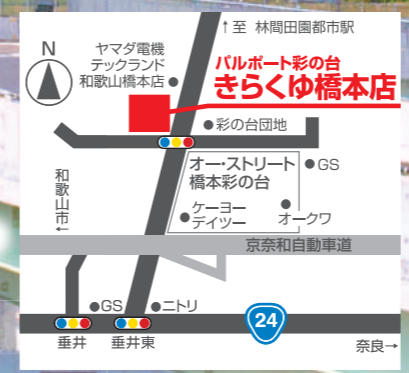 ↑至 林間田園都市駅
N
ヤマダ電機
テックランド
和歌山橋本店
パルポート彩の台
きらくゆ橋本店
彩の台団地
オー・ストリート
橋本彩の台
GS
和歌山市←
ケーヨー
デイツー
オークワ
京奈和自動車道
GS
ニトリ
24
垂井
垂井東
奈良→